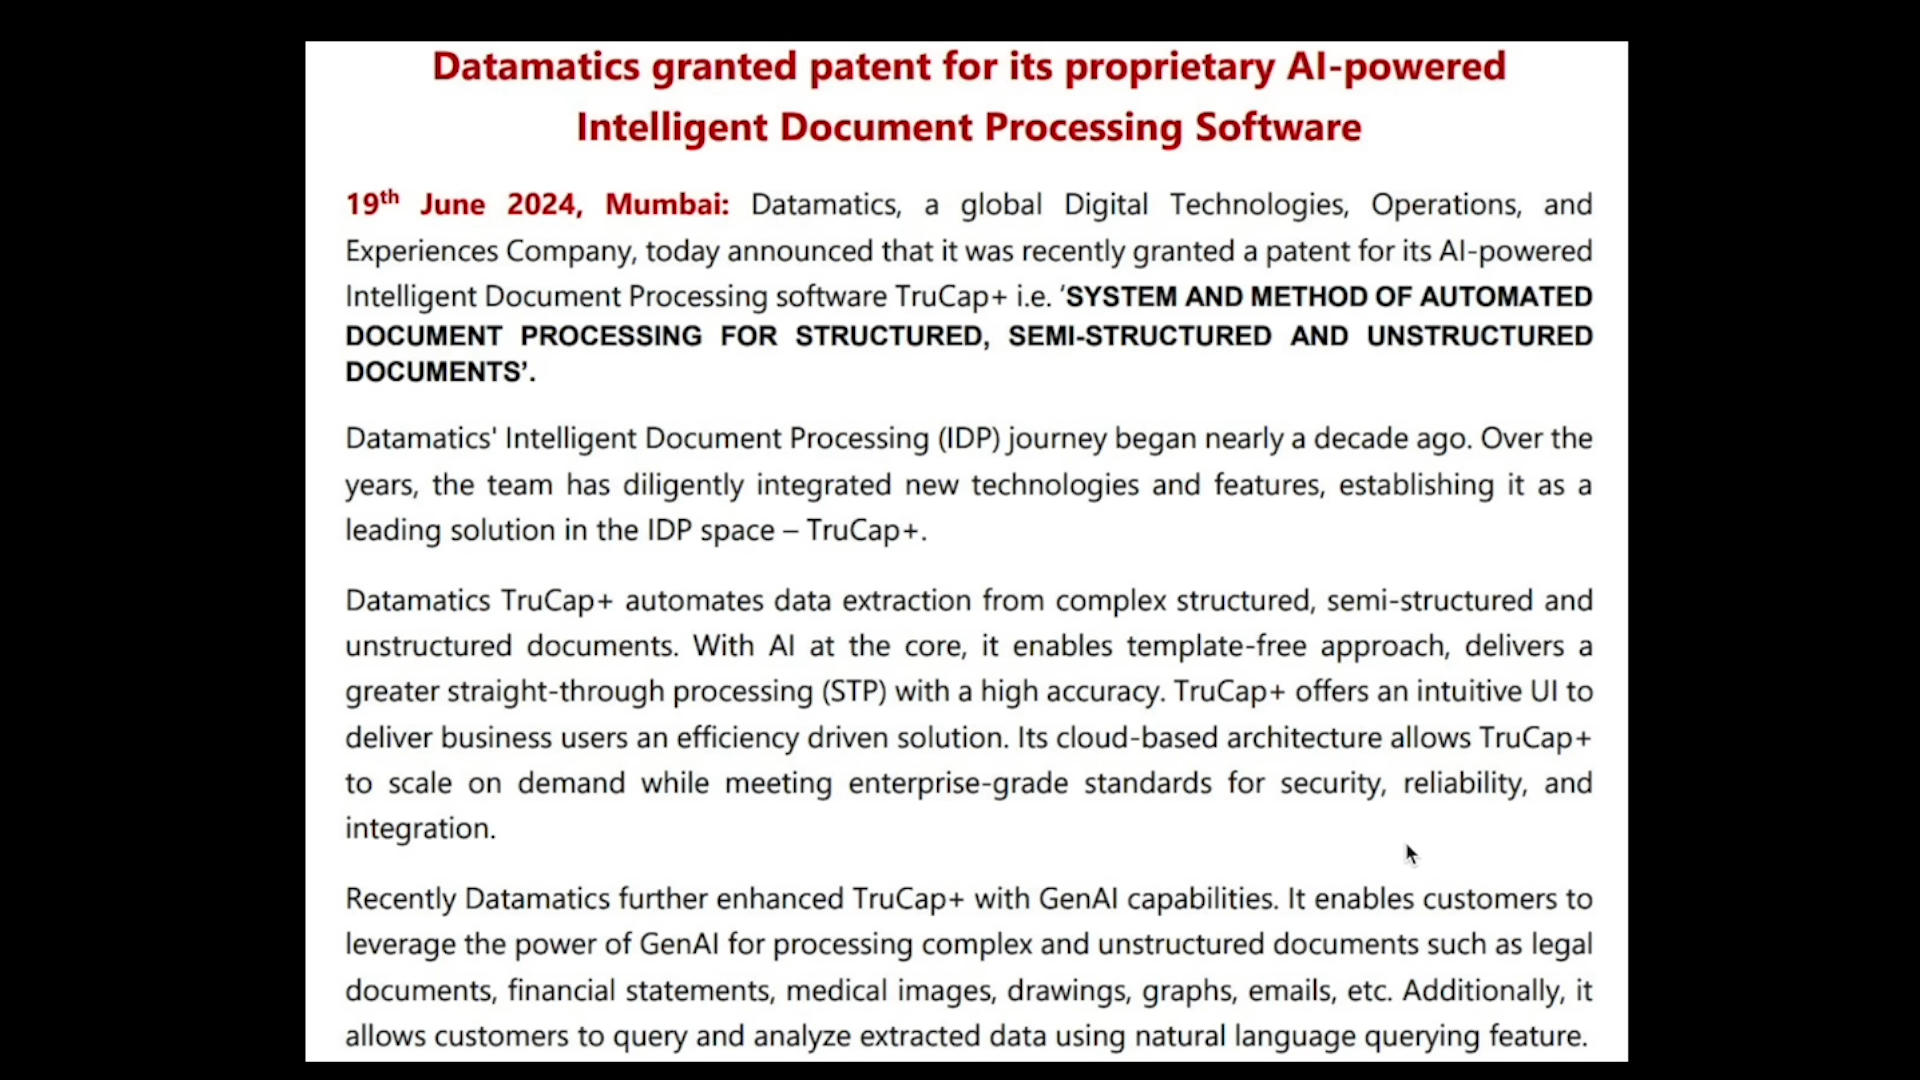 Datamatics granted patent for its proprietary AI-powered
Intelligent Document Processing Software
19th June 2024, Mumbai: Datamatics, a global Digital Technologies, Operations, and
Experiences Company, today announced that it was recently granted a patent for its AI-powered
Intelligent Document Processing software TruCap+ i.e. ‘SYSTEM AND METHOD OF AUTOMATED
DOCUMENT PROCESSING FOR STRUCTURED, SEMI-STRUCTURED AND UNSTRUCTURED
DOCUMENTS’.
Datamatics' Intelligent Document Processing (IDP) journey began nearly a decade ago. Over the
years, the team has diligently integrated new technologies and features, establishing it as a
leading solution in the IDP space – TruCap+.
Datamatics TruCap+ automates data extraction from complex structured, semi-structured and
unstructured documents. With AI at the core, it enables template-free approach, delivers a
greater straight-through processing (STP) with a high accuracy. TruCap+ offers an intuitive UI to
deliver business users an efficiency driven solution. Its cloud-based architecture allows TruCap+
to scale on demand while meeting enterprise-grade standards for security, reliability, and
integration.
Recently Datamatics further enhanced TruCap+ with GenAI capabilities. It enables customers to
leverage the power of GenAI for processing complex and unstructured documents such as legal
documents, financial statements, medical images, drawings, graphs, emails, etc. Additionally, it
allows customers to query and analyze extracted data using natural language querying feature.